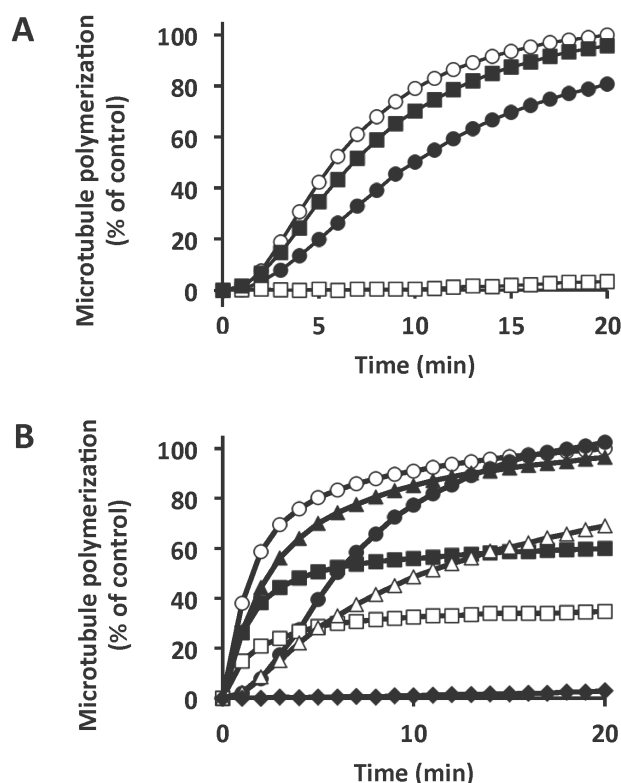 A
Microtubule polymerization
(% of control)
100
80
60
40
20
0
0 5 10 15 20
Time (min)
B
Microtubule polymerization
(% of control)
100
80
60
40
20
0
0 10 20
Time (min)